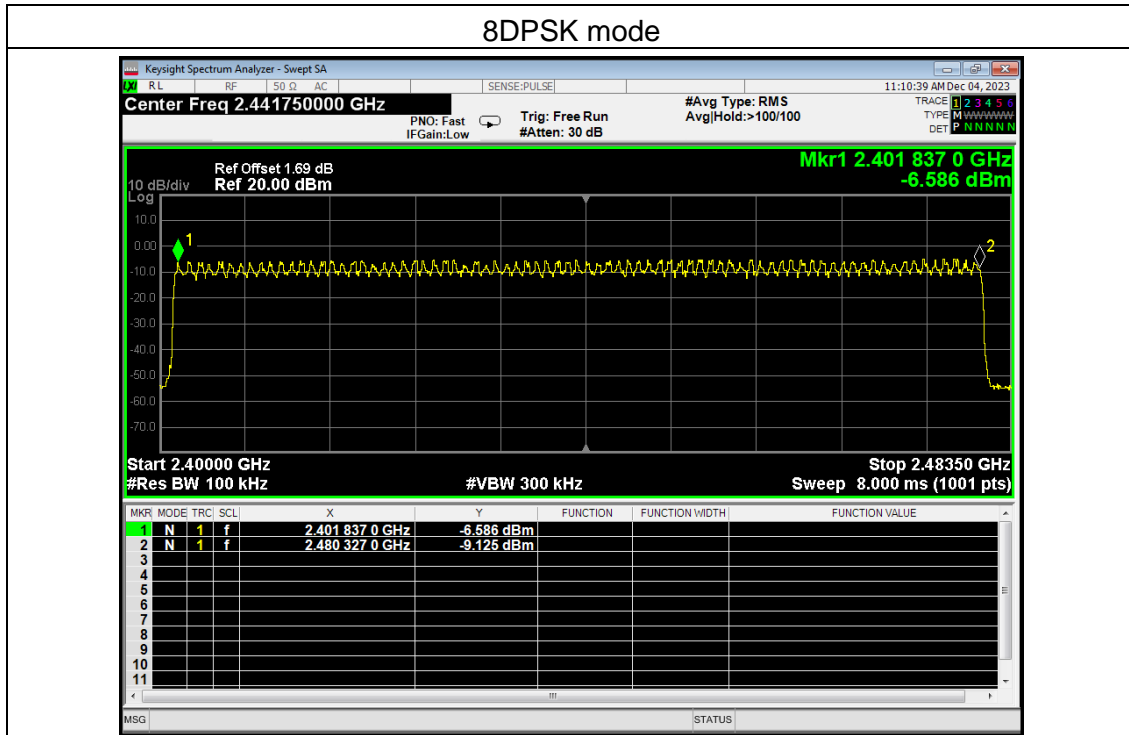 8DPSK mode
Keysight Spectrum Analyzer - Swept SA
LXI RL RF 50 Ω AC SENSE:PULSE 11:10:39 AM Dec 04, 2023
Center Freq 2.441750000 GHz #Avg Type: RMS TRACE 1 2 3 4 5 6
PNO: Fast Trig: Free Run Avg|Hold:>100/100 TYPE M WWWWW
IFGain:Low #Atten: 30 dB DET P N N N N N
Mkr1 2.401 837 0 GHz
Ref Offset 1.69 dB -6.586 dBm
10 dB/div Ref 20.00 dBm
Log
10.0
0.00 1 2
-10.0
-20.0
-30.0
-40.0
-50.0
-60.0
-70.0
Start 2.40000 GHz Stop 2.48350 GHz
#Res BW 100 kHz #VBW 300 kHz Sweep 8.000 ms (1001 pts)
MKR MODE TRC SCL X Y FUNCTION FUNCTION WIDTH FUNCTION VALUE
1 N 1 f 2.401 837 0 GHz -6.586 dBm
2 N 1 f 2.480 327 0 GHz -9.125 dBm
3
4
5
6
7
8
9
10
11
MSG STATUS